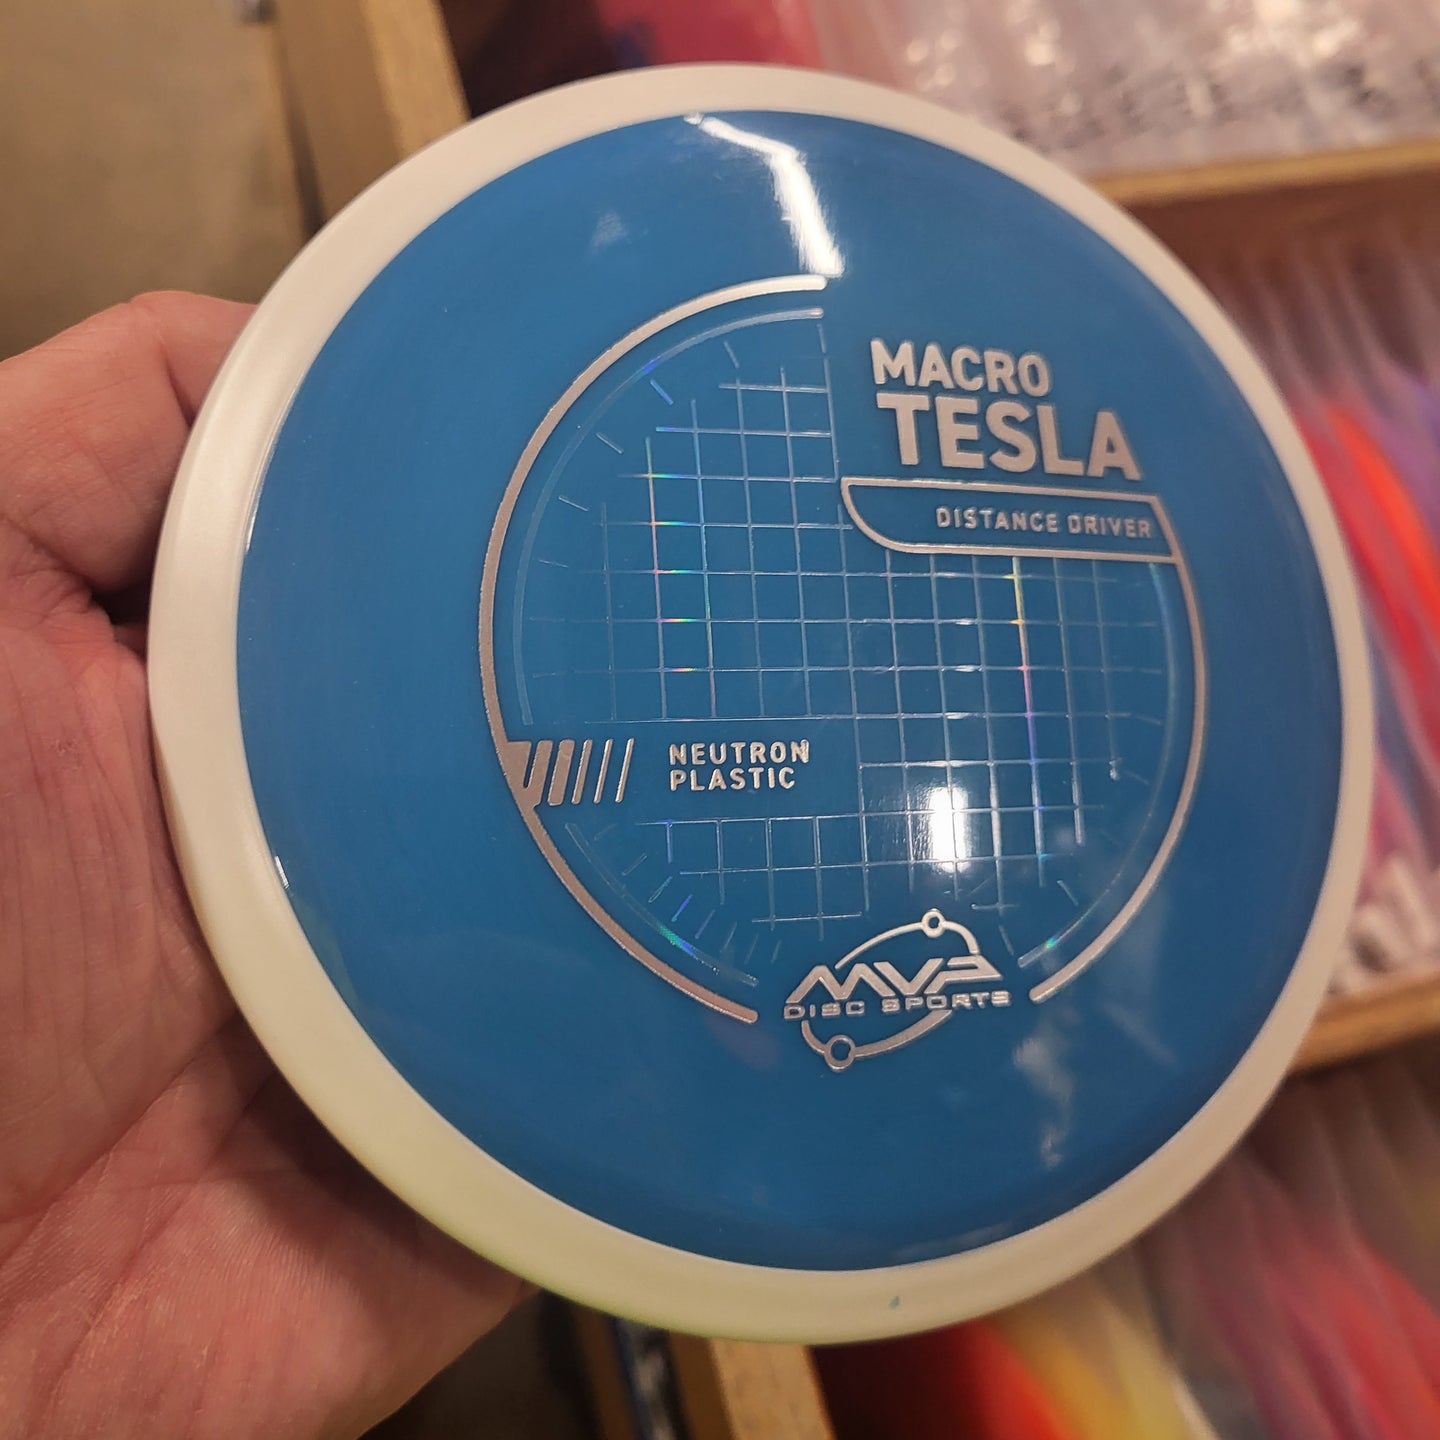 MACRO
TESLA
DISTANCE DRIVER
NEUTRON
PLASTIC
MVP
DISC SPORTS